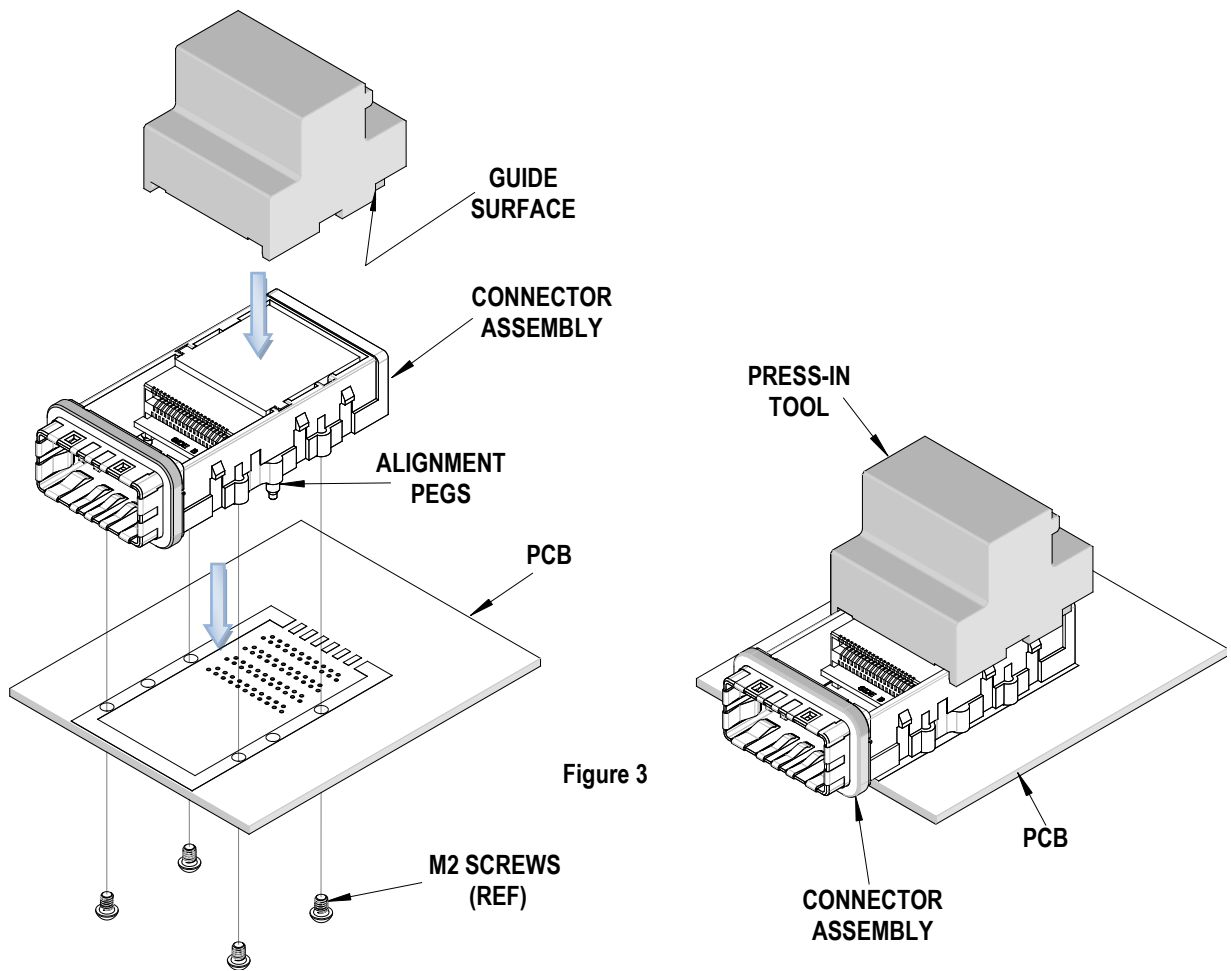 GUIDE
SURFACE
CONNECTOR
ASSEMBLY
ALIGNMENT
PEGS
PCB
M2 SCREWS
(REF)
Figure 3
PRESS-IN
TOOL
PCB
CONNECTOR
ASSEMBLY